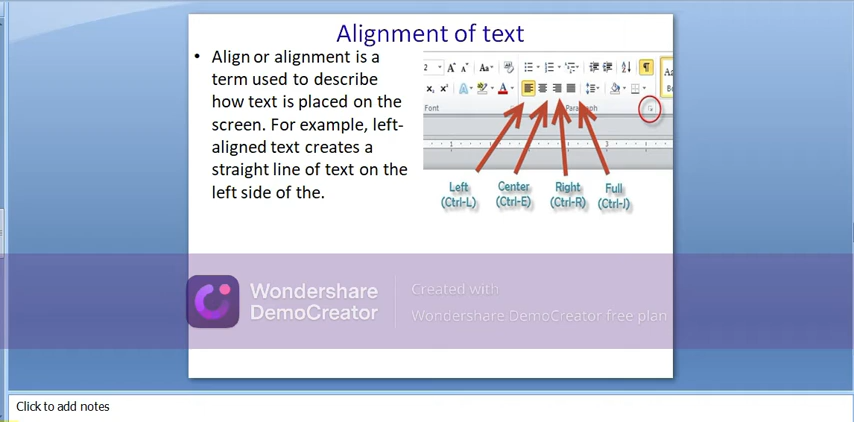 Alignment of text
• Align or alignment is a
term used to describe
how text is placed on the
screen. For example, left-
aligned text creates a
straight line of text on the
left side of the.
Font
Paragraph
Left
(Ctrl-L)
Center
(Ctrl-E)
Right
(Ctrl-R)
Full
(Ctrl-J)
Wondershare
DemoCreator
Created with
Wondershare DemoCreator free plan
Click to add notes